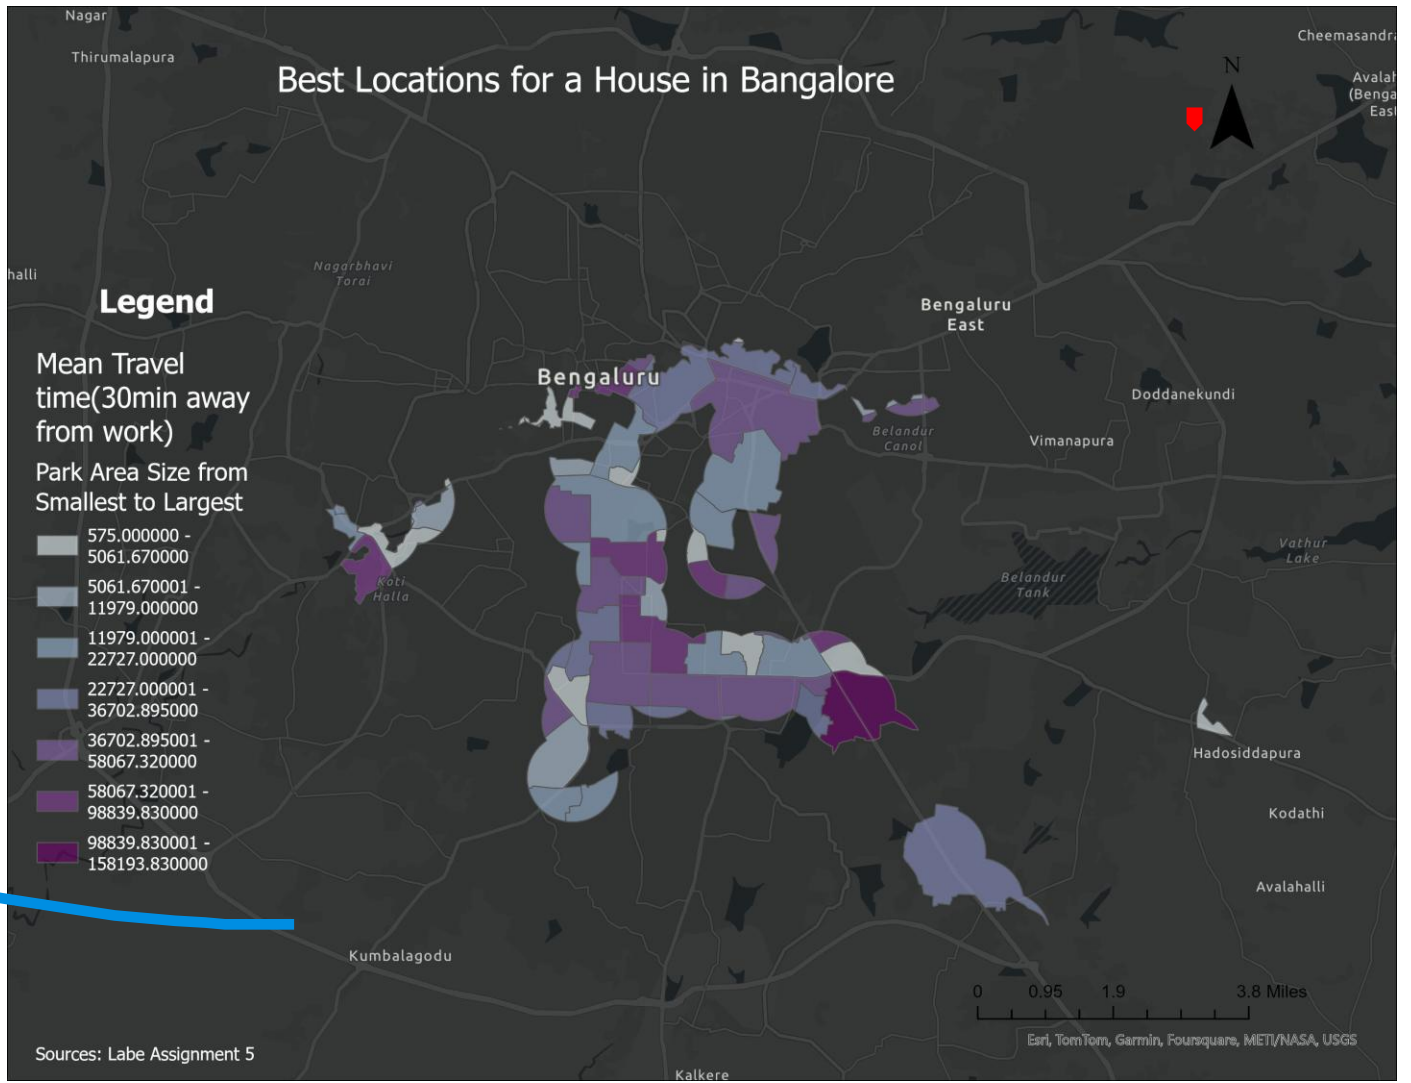 Nagar
Thirumalapura
Best Locations for a House in Bangalore
Cheemasandra
N
Avalah
(Benga
East
Nagarbhavi
Torai
halli
Legend
Bengaluru
East
Mean Travel
time(30min away
from work)
Bengaluru
Doddanekundi
Belandur
Canol
Vimanapura
Park Area Size from
Smallest to Largest
575.000000 -
5061.670000
5061.670001 -
11979.000000
11979.000001 -
22727.000000
22727.000001 -
36702.895000
36702.895001 -
58067.320000
58067.320001 -
98839.830000
98839.830001 -
158193.830000
Koti
Halla
Belandur
Tank
Vathur
Lake
Hadosiddapura
Kodathi
Avalahalli
Kumbalagodu
0 0.95 1.9 3.8 Miles
Esri, TomTom, Garmin, Foursquare, METI/NASA, USGS
Sources: Labe Assignment 5
Kalkere